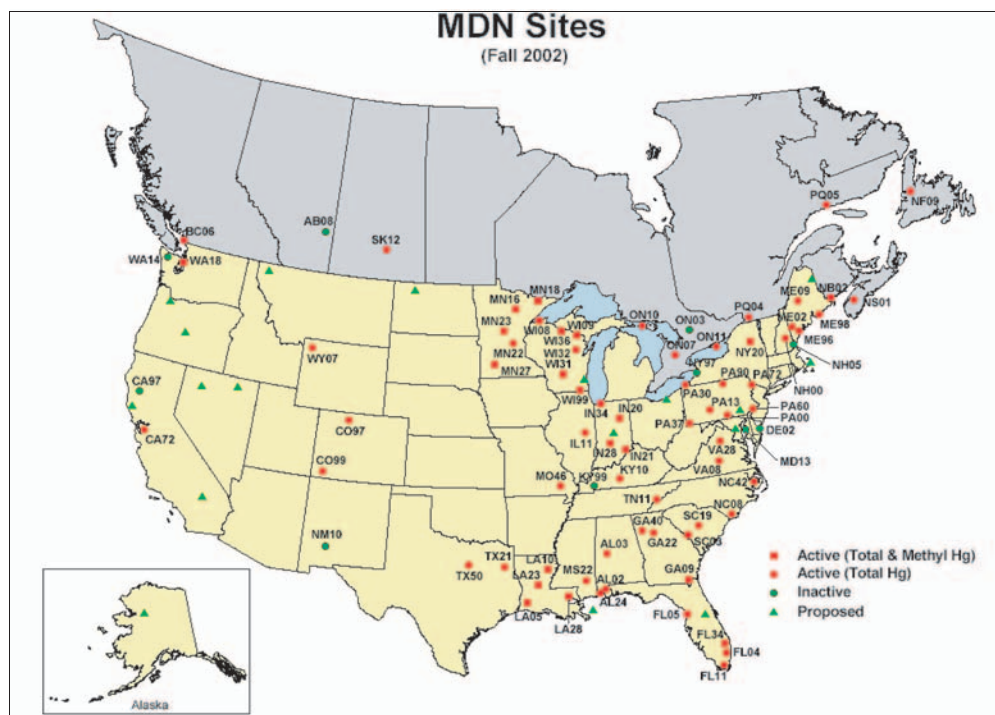 MDN Sites
(Fall 2002)
PQ05
NF09
AB08
BC06
SK12
WA14
WA18
MN18
MN16
ME09
NB02
PQ04
NS01
ON10
ON03
MN23
WI08
WI09
ME02
ME98
WI36
ON11
WY07
MN22
WI32
ON07
NY20
ME96
WI31
NY97
NH05
MN27
CA97
PA90
PA72
WI99
PA30
NH00
IN34
IN20
PA13
PA60
CO97
PA00
CA72
IL11
PA37
DE02
IN28
IN21
VA28
CO99
MD13
MO46
KY99
KY10
VA08
NC42
TN11
NC08
NM10
GA40
SC19
TX21
AL03
GA22
SC03
LA10
TX50
LA23
MS22
AL02
GA09
LA05
AL24
FL05
LA28
FL34
FL04
FL11
Active (Total & Methyl Hg)
Active (Total Hg)
Inactive
Proposed
Alaska